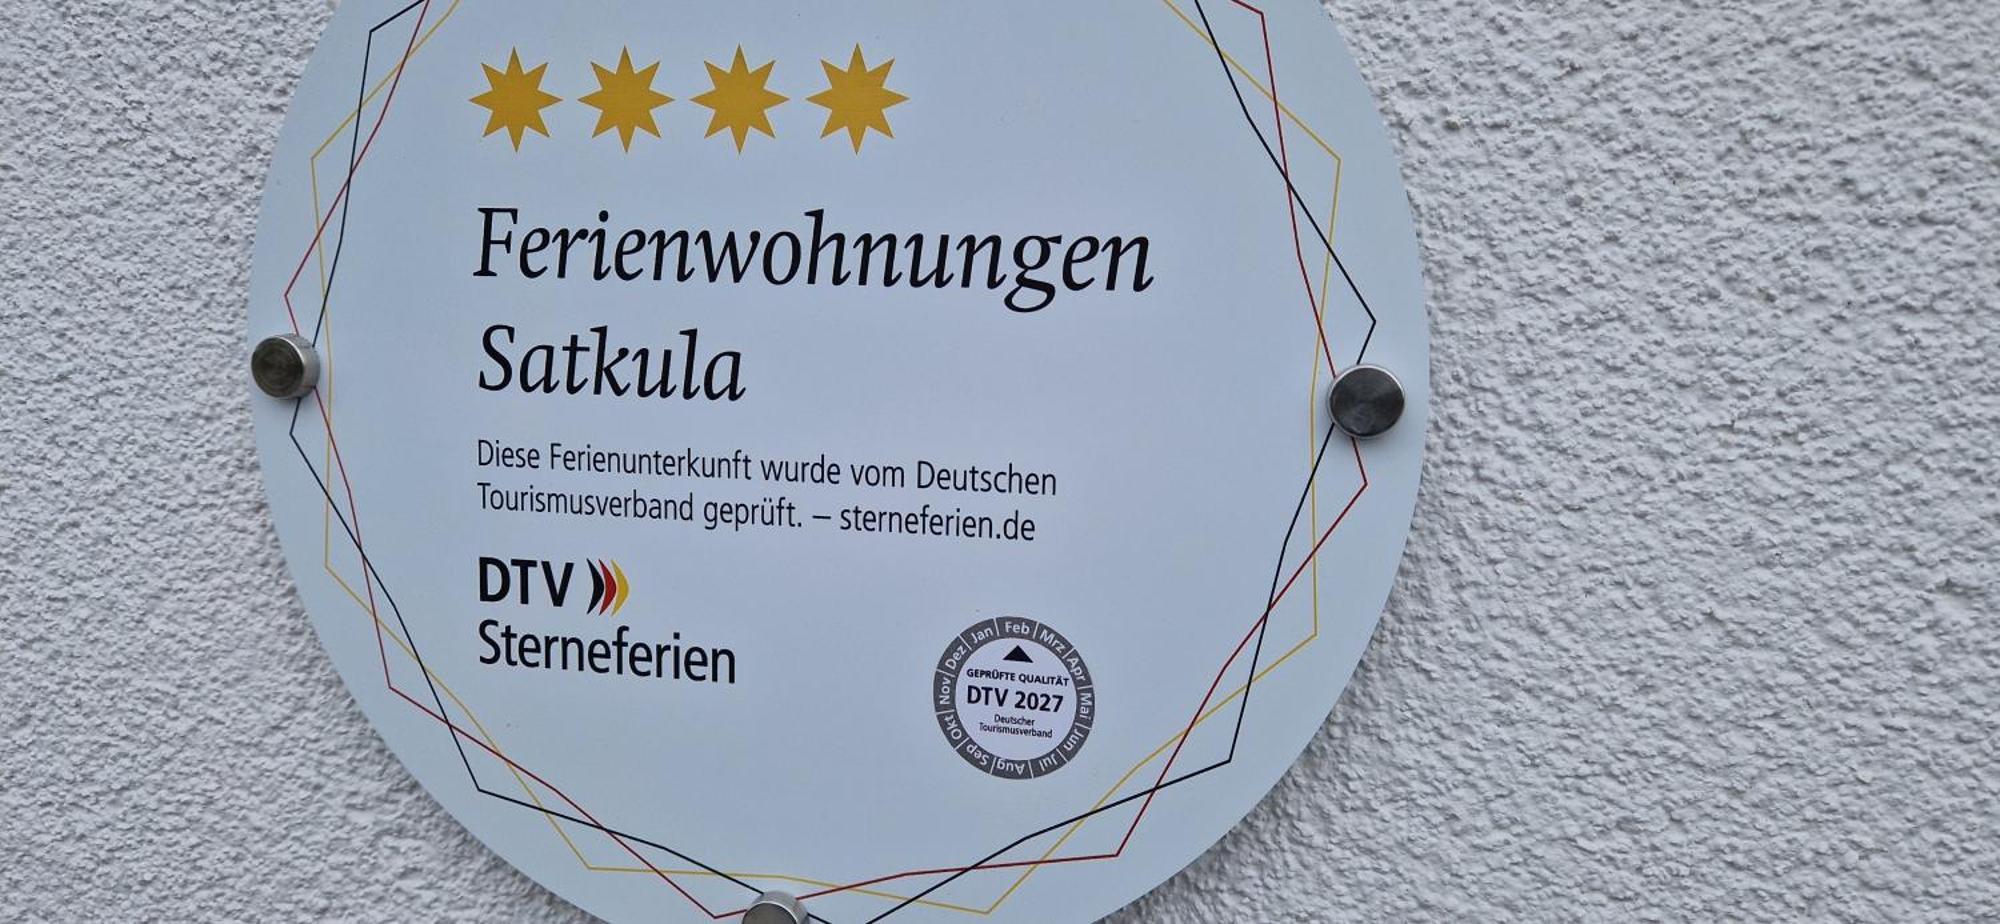 Ferienwohnungen
Satkula
Diese Ferienunterkunft wurde vom Deutschen
Tourismusverband geprüft. – sterneferien.de
DTV
Sterneferien
Jan Feb Mrz Apr Mai Jun Jul Aug Sep Okt Nov Dez
GEPRÜFTE QUALITÄT
DTV 2027
Deutscher
Tourismusverband